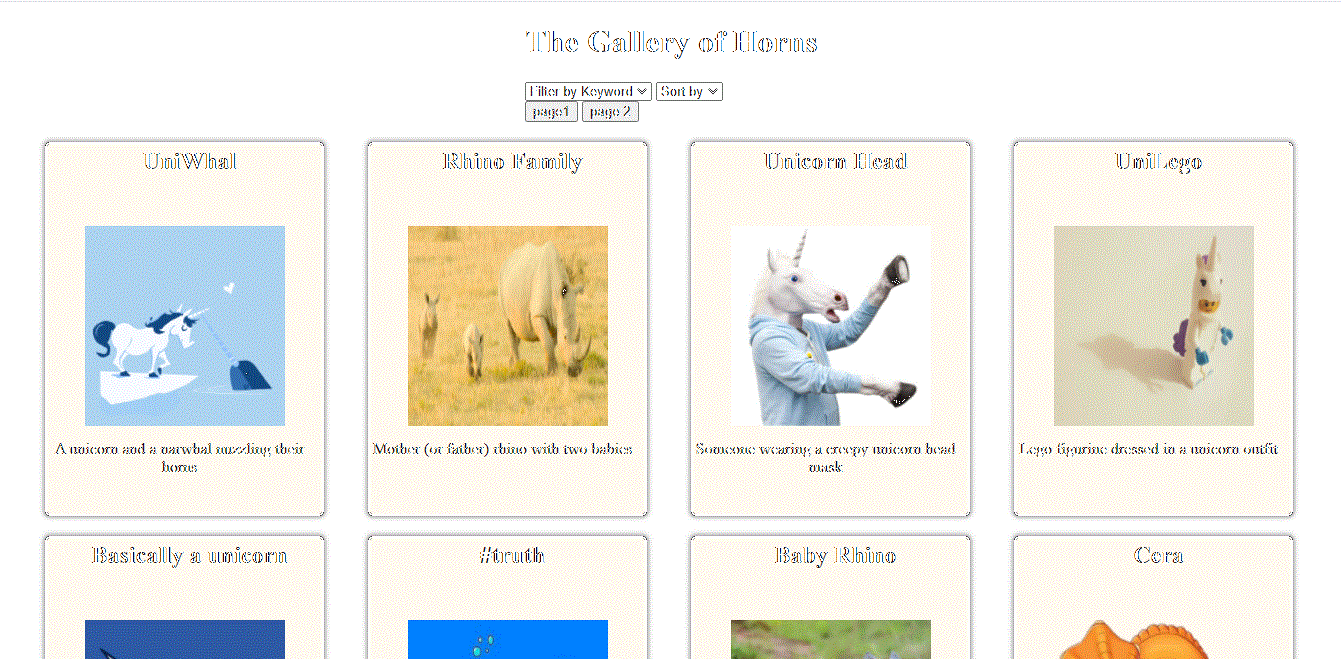 The Gallery of Horns
Filter by Keyword Sort by
page1 page 2
UniWhal
Rhino Family
Unicorn Head
UniLego
A unicorn and a narwhal nuzzling their
horns
Mother (or father) rhino with two babies
Someone wearing a creepy unicorn head
mask
Lego figurine dressed in a unicorn outfit
Basically a unicorn
#truth
Baby Rhino
Cera